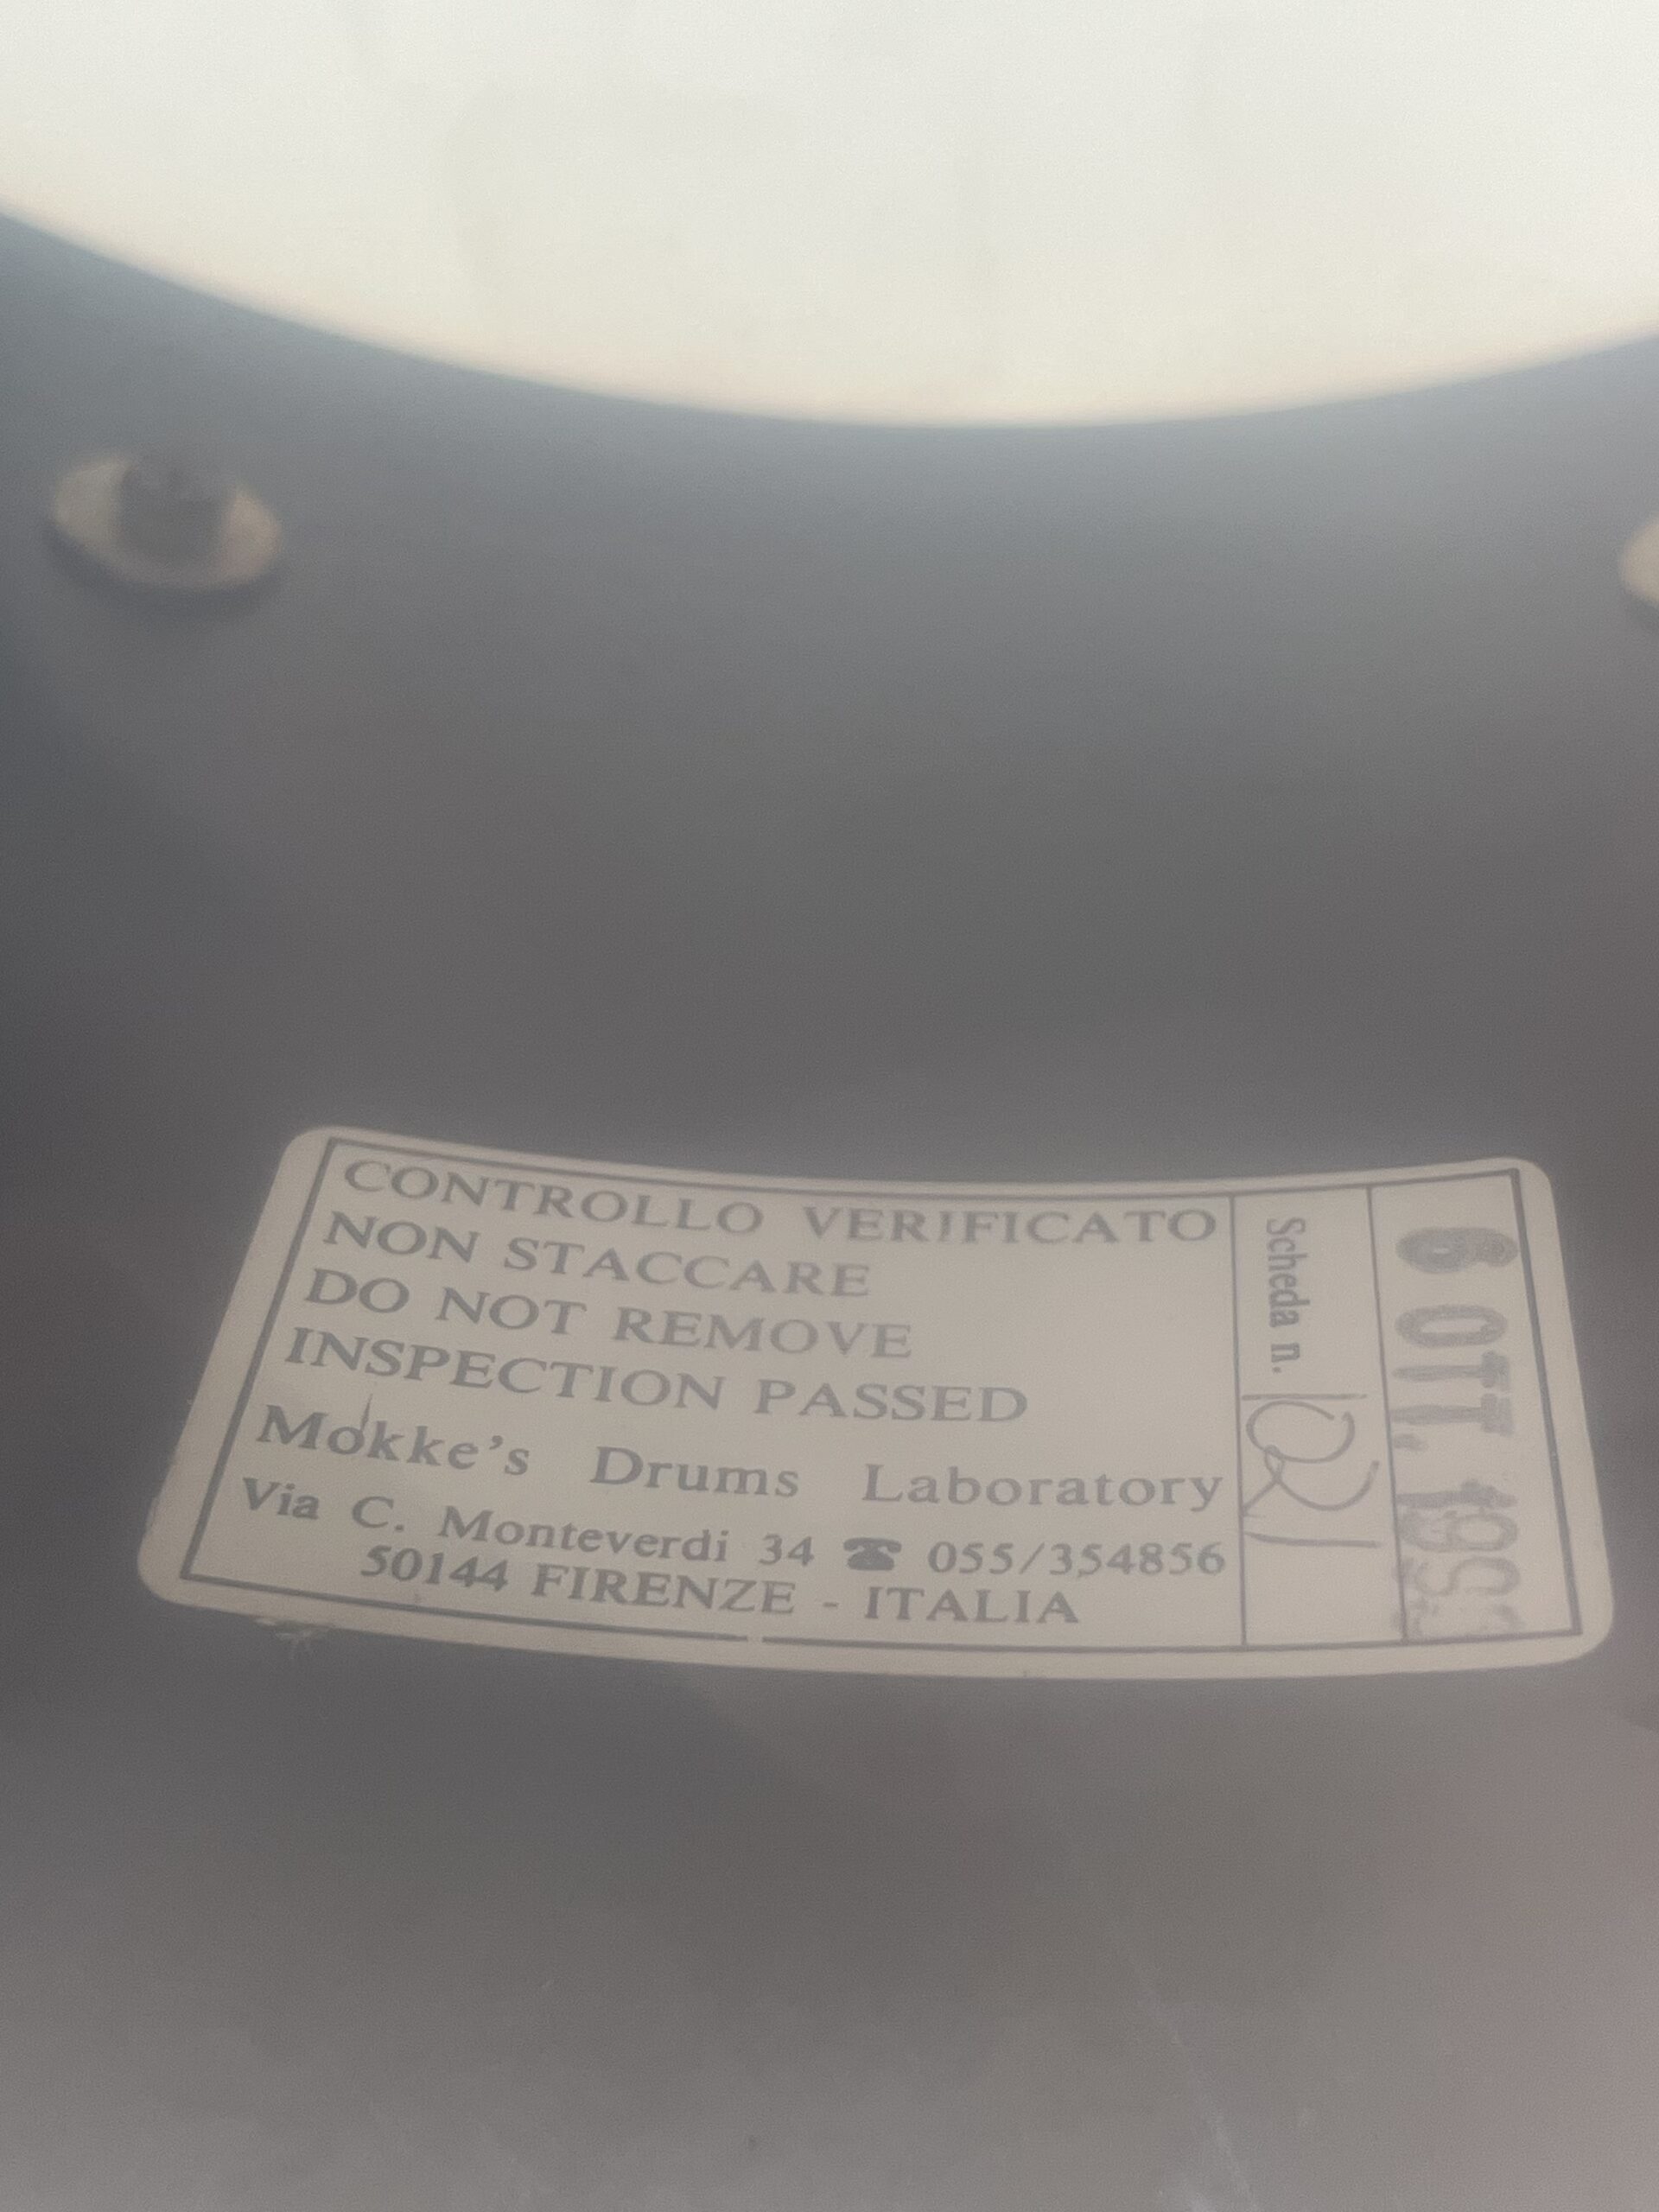 CONTROLLO VERIFICATO
NON STACCARE
DO NOT REMOVE
INSPECTION PASSED
Mokke's Drums Laboratory
Via C. Monteverdi 34 ☎ 055/354856
50144 FIRENZE - ITALIA
Scheda n. 1021
6 OTT.